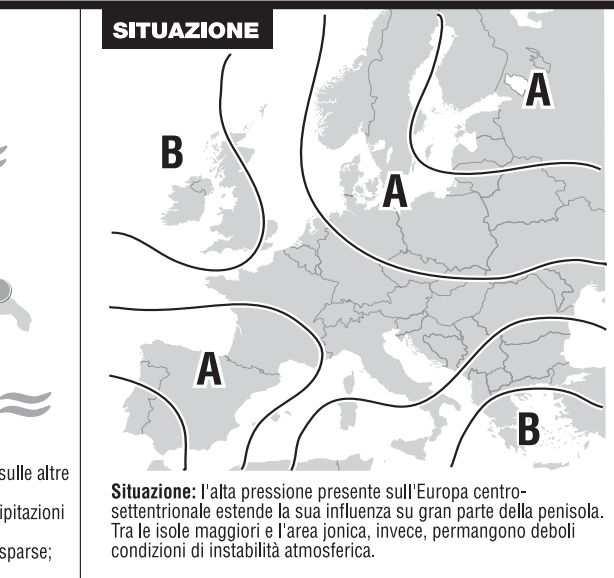 SITUAZIONE
A
B
A
A
B
sulle altre
ipitazioni
sparse;
Situazione: l'alta pressione presente sull'Europa centro-
settentrionale estende la sua influenza su gran parte della penisola.
Tra le isole maggiori e l'area jonica, invece, permangono deboli
condizioni di instabilità atmosferica.